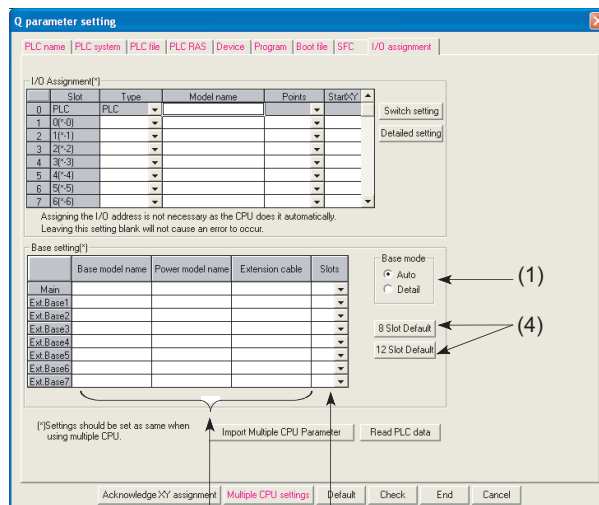 Q parameter setting
PLC name PLC system PLC file PLC RAS Device Program Boot file SFC I/O assignment
I/O Assignment(*)
Slot Type Model name Points StartXY
0 PLC PLC
1 0(*-0)
2 1(*-1)
3 2(*-2)
4 3(*-3)
5 4(*-4)
6 5(*-5)
7 6(*-6)
Switch setting
Detailed setting
Assigning the I/O address is not necessary as the CPU does it automatically.
Leaving this setting blank will not cause an error to occur.
Base setting(*)
Base model name Power model name Extension cable Slots
Main
Ext.Base1
Ext.Base2
Ext.Base3
Ext.Base4
Ext.Base5
Ext.Base6
Ext.Base7
Base mode
Auto
Detail
(1)
8 Slot Default
(4)
12 Slot Default
(*)Settings should be set as same when
using multiple CPU.
Import Multiple CPU Parameter Read PLC data
Acknowledge XY assignment Multiple CPU settings Default Check End Cancel